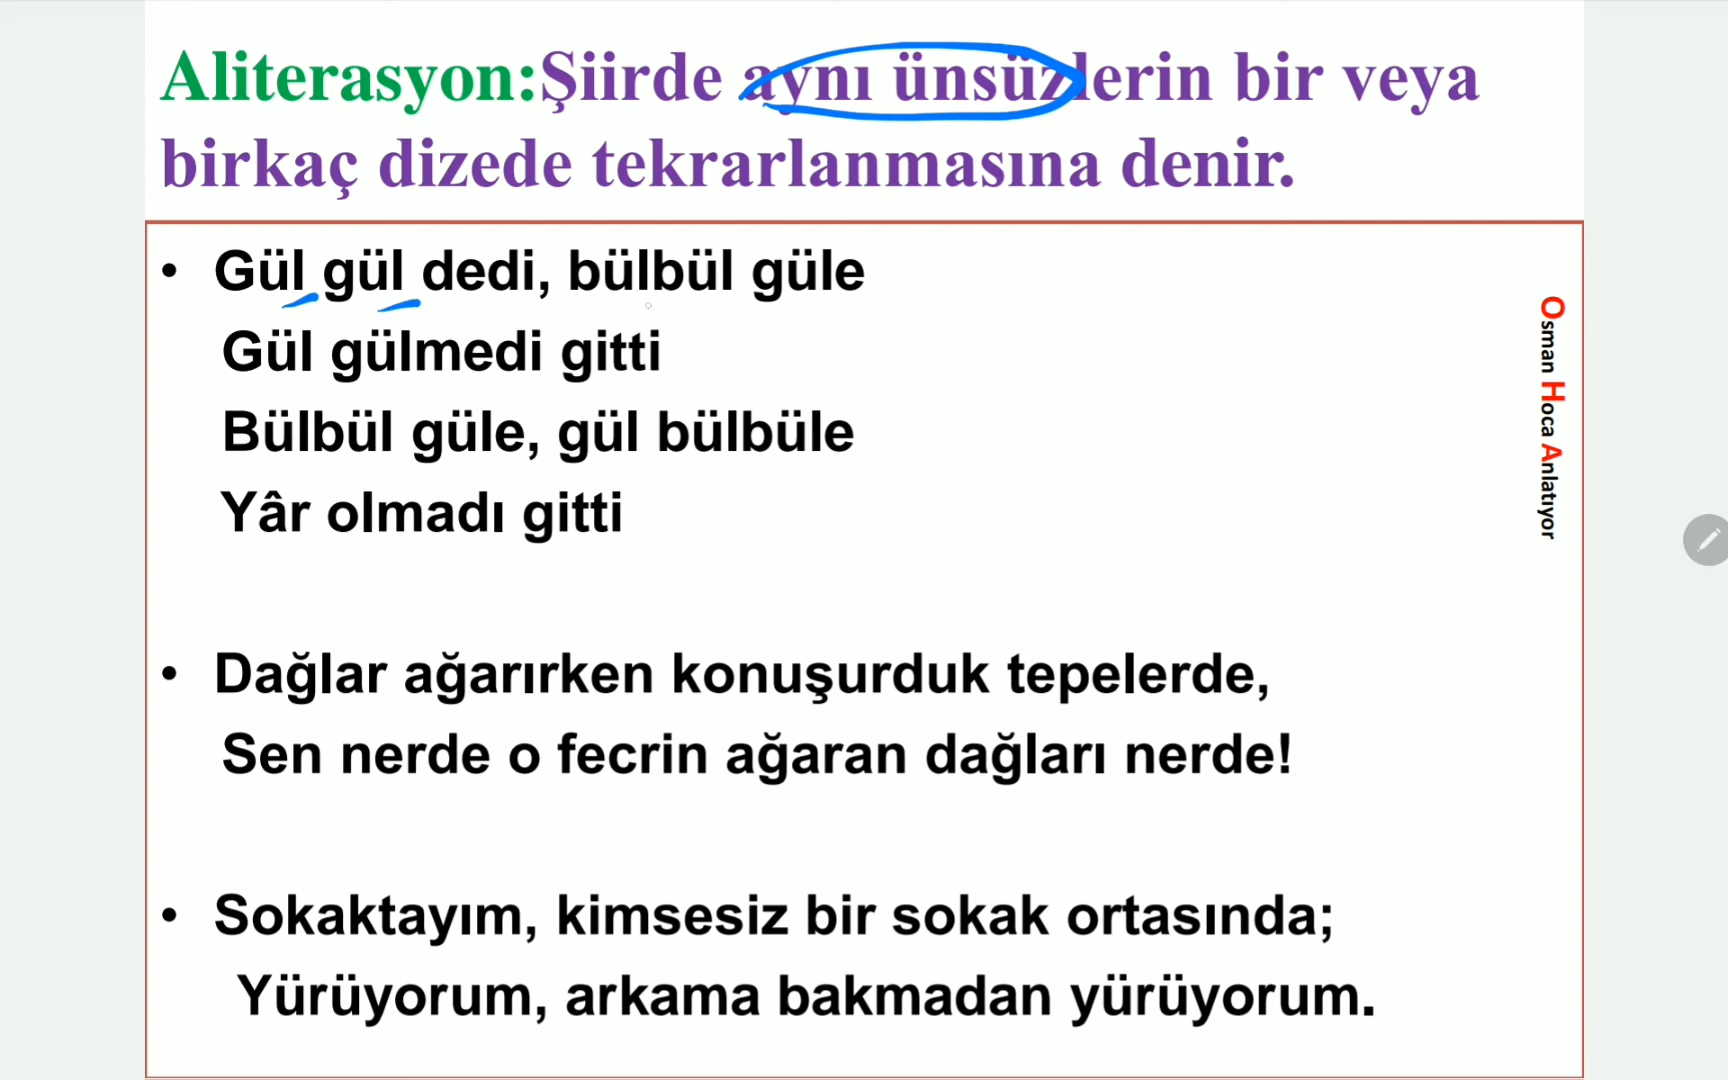 Aliterasyon:Şiirde aynı ünsüzlerin bir veya
birkaç dizede tekrarlanmasına denir.
• Gül gül dedi, bülbül güle
Gül gülmedi gitti
Bülbül güle, gül bülbüle
Yâr olmadı gitti
• Dağlar ağarırken konuşurduk tepelerde,
Sen nerde o fecrin ağaran dağları nerde!
• Sokaktayım, kimsesiz bir sokak ortasında;
Yürüyorum, arkama bakmadan yürüyorum.
Osman Hoca Anlatıyor